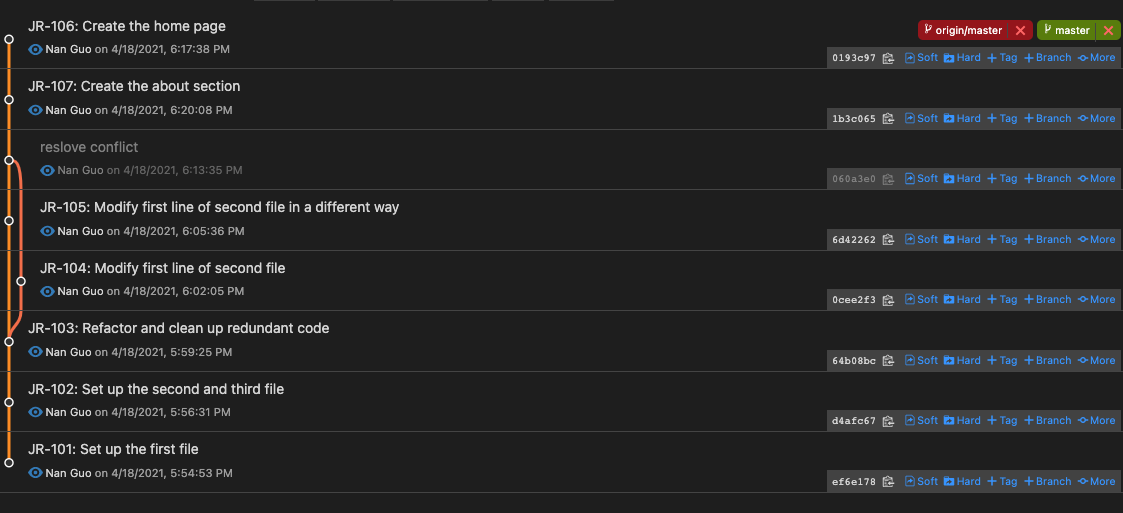 JR-106: Create the home page
origin/master master
Nan Guo on 4/18/2021, 6:17:38 PM
0193c97 Soft Hard Tag Branch More
JR-107: Create the about section
Nan Guo on 4/18/2021, 6:20:08 PM
1b3c065 Soft Hard Tag Branch More
reslove conflict
Nan Guo on 4/18/2021, 6:13:35 PM
060a3e0 Soft Hard Tag Branch More
JR-105: Modify first line of second file in a different way
Nan Guo on 4/18/2021, 6:05:36 PM
6d42262 Soft Hard Tag Branch More
JR-104: Modify first line of second file
Nan Guo on 4/18/2021, 6:02:05 PM
0cee2f3 Soft Hard Tag Branch More
JR-103: Refactor and clean up redundant code
Nan Guo on 4/18/2021, 5:59:25 PM
64b08bc Soft Hard Tag Branch More
JR-102: Set up the second and third file
Nan Guo on 4/18/2021, 5:56:31 PM
d4afc67 Soft Hard Tag Branch More
JR-101: Set up the first file
Nan Guo on 4/18/2021, 5:54:53 PM
ef6e178 Soft Hard Tag Branch More